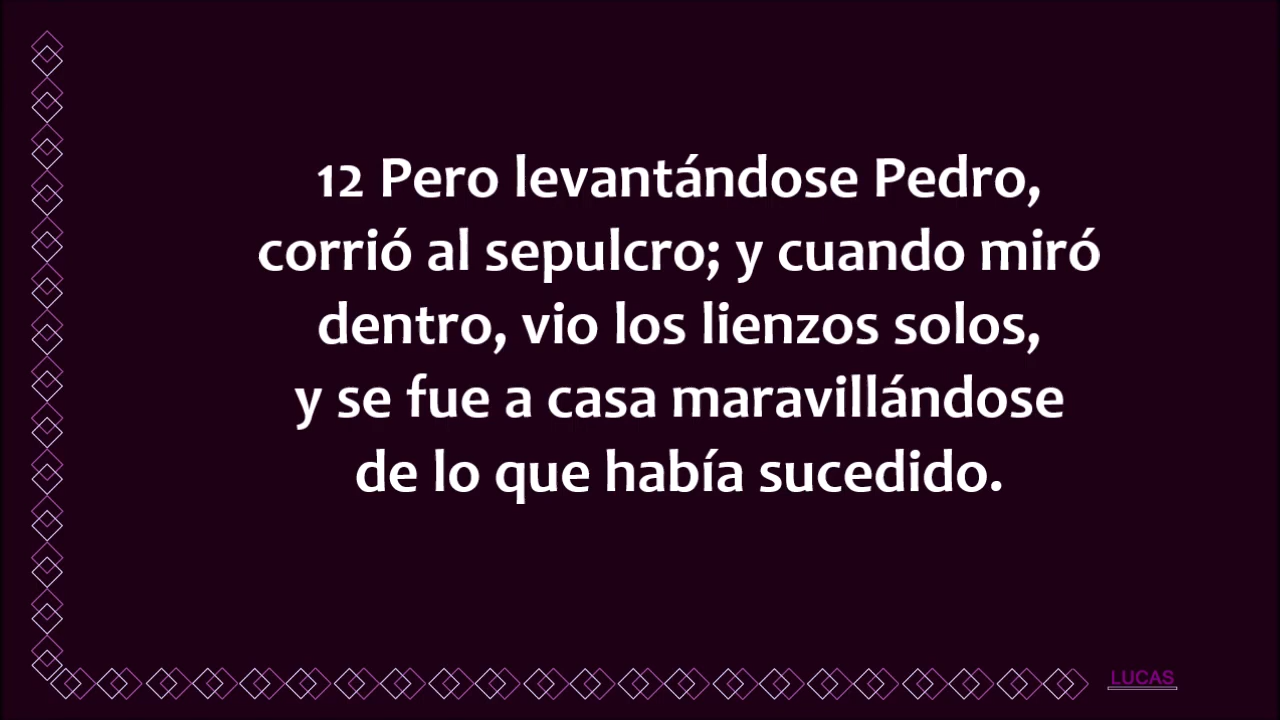 12 Pero levantándose Pedro,
corrió al sepulcro; y cuando miró
dentro, vio los lienzos solos,
y se fue a casa maravillándose
de lo que había sucedido.
LUCAS